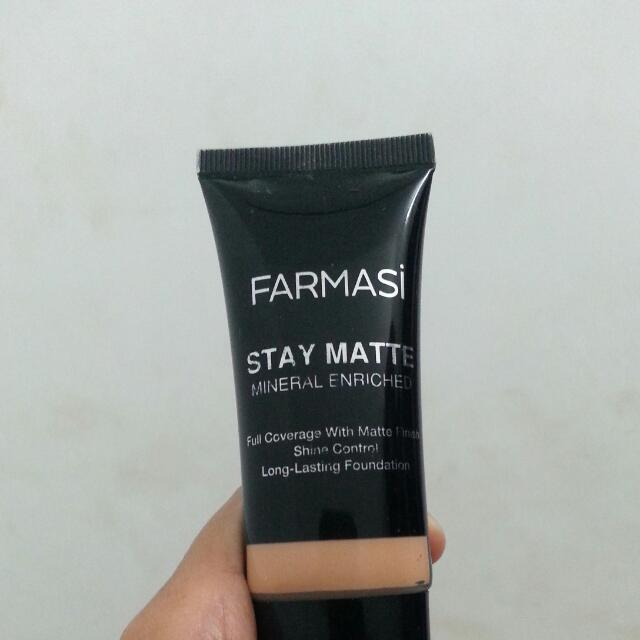 FARMASi
STAY MATTE
MINERAL ENRICHED
Full Coverage With Matte Finish
Shine Control
Long-Lasting Foundation